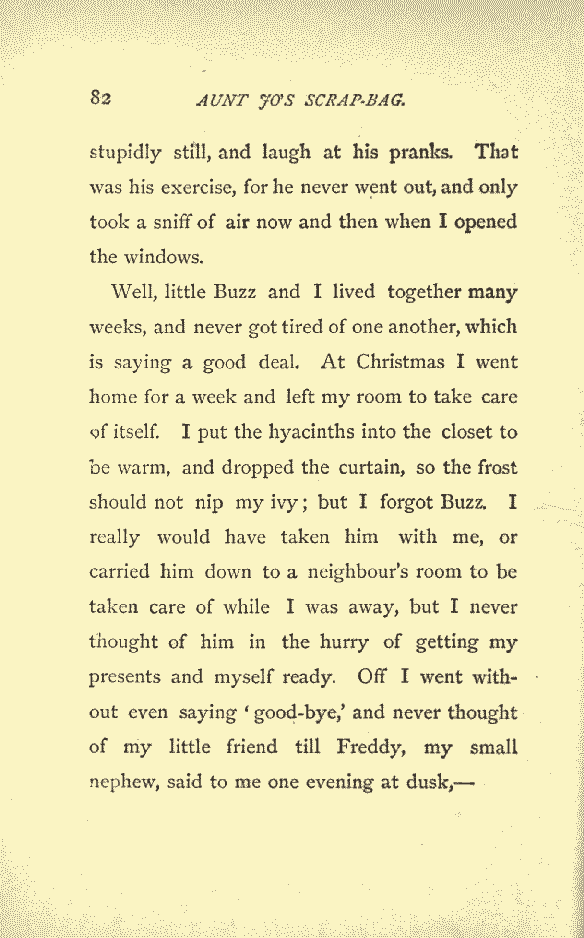 82 AUNT JO'S SCRAP-BAG.
stupidly still, and laugh at his pranks. That
was his exercise, for he never went out, and only
took a sniff of air now and then when I opened
the windows.
Well, little Buzz and I lived together many
weeks, and never got tired of one another, which
is saying a good deal. At Christmas I went
home for a week and left my room to take care
of itself. I put the hyacinths into the closet to
be warm, and dropped the curtain, so the frost
should not nip my ivy; but I forgot Buzz. I
really would have taken him with me, or
carried him down to a neighbour's room to be
taken care of while I was away, but I never
thought of him in the hurry of getting my
presents and myself ready. Off I went with-
out even saying ‘good-bye,’ and never thought
of my little friend till Freddy, my small
nephew, said to me one evening at dusk,—